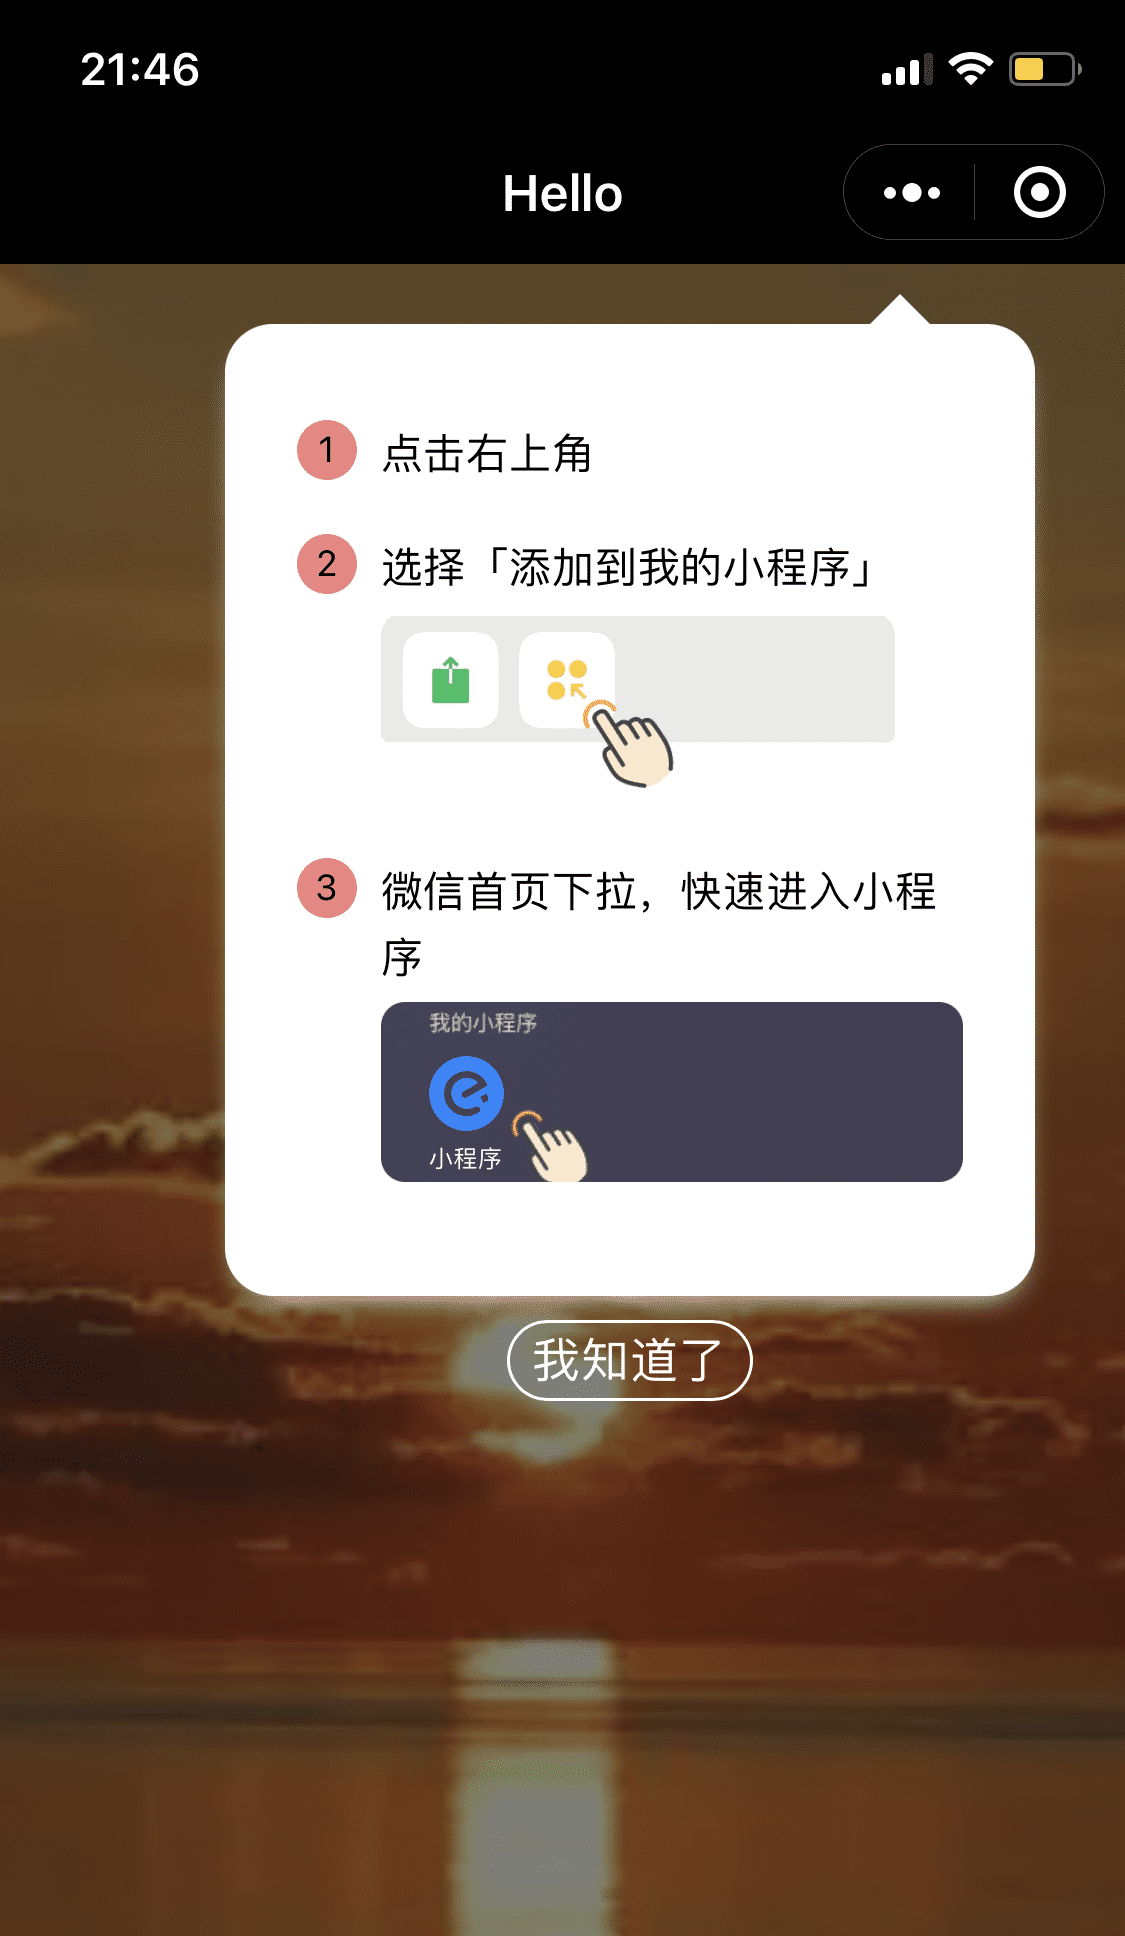 21:46
Hello
1 点击右上角
2 选择「添加到我的小程序」
3 微信首页下拉，快速进入小程
序
我的小程序
小程序
我知道了